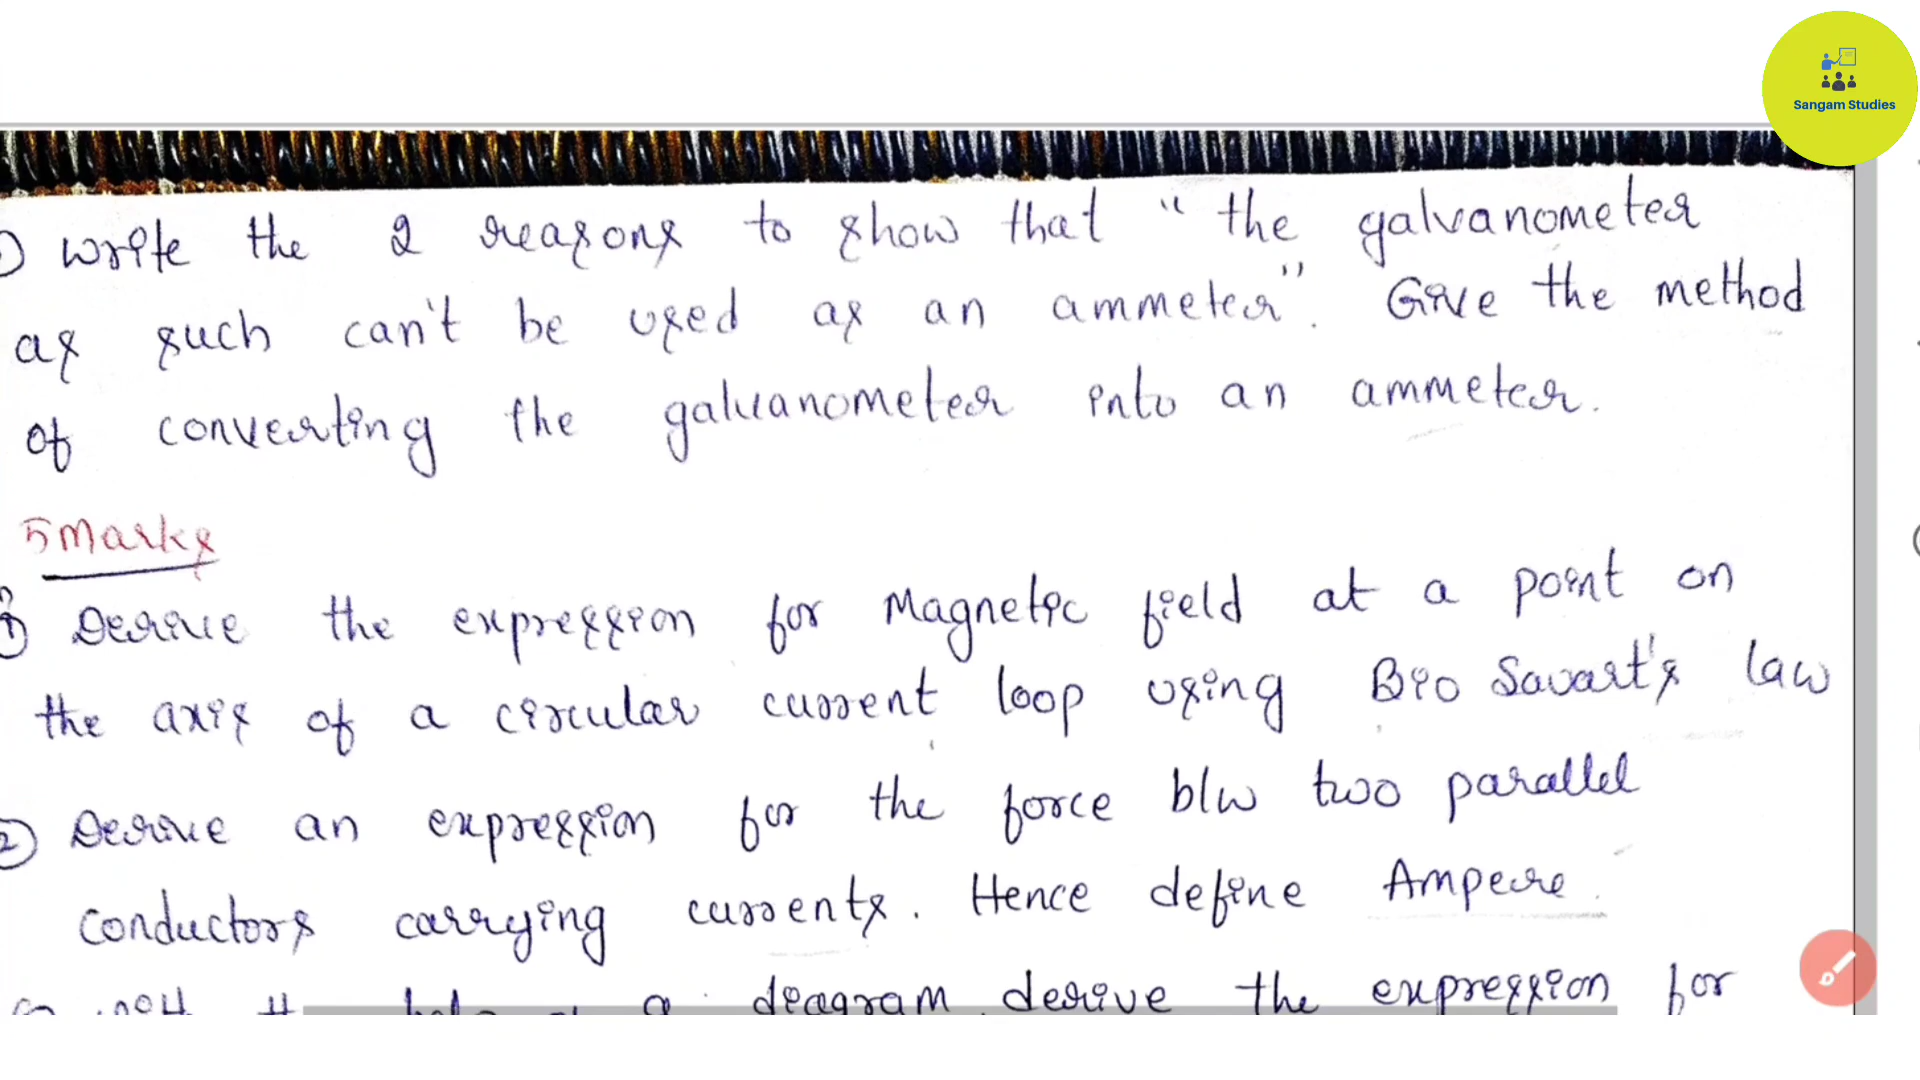 Sangam Studies
write the 2 reasons to show that "the galvanometer
as such can't be used as an ammeter". Give the method
of converting the galvanometer into an ammeter.
5 Marks
① Derive the expression for Magnetic field at a point on
the axis of a circular current loop using Bio Savart's law
② Derive an expression for the force b/w two parallel
conductors carrying currents. Hence define Ampere.
a diagram derive the expression for